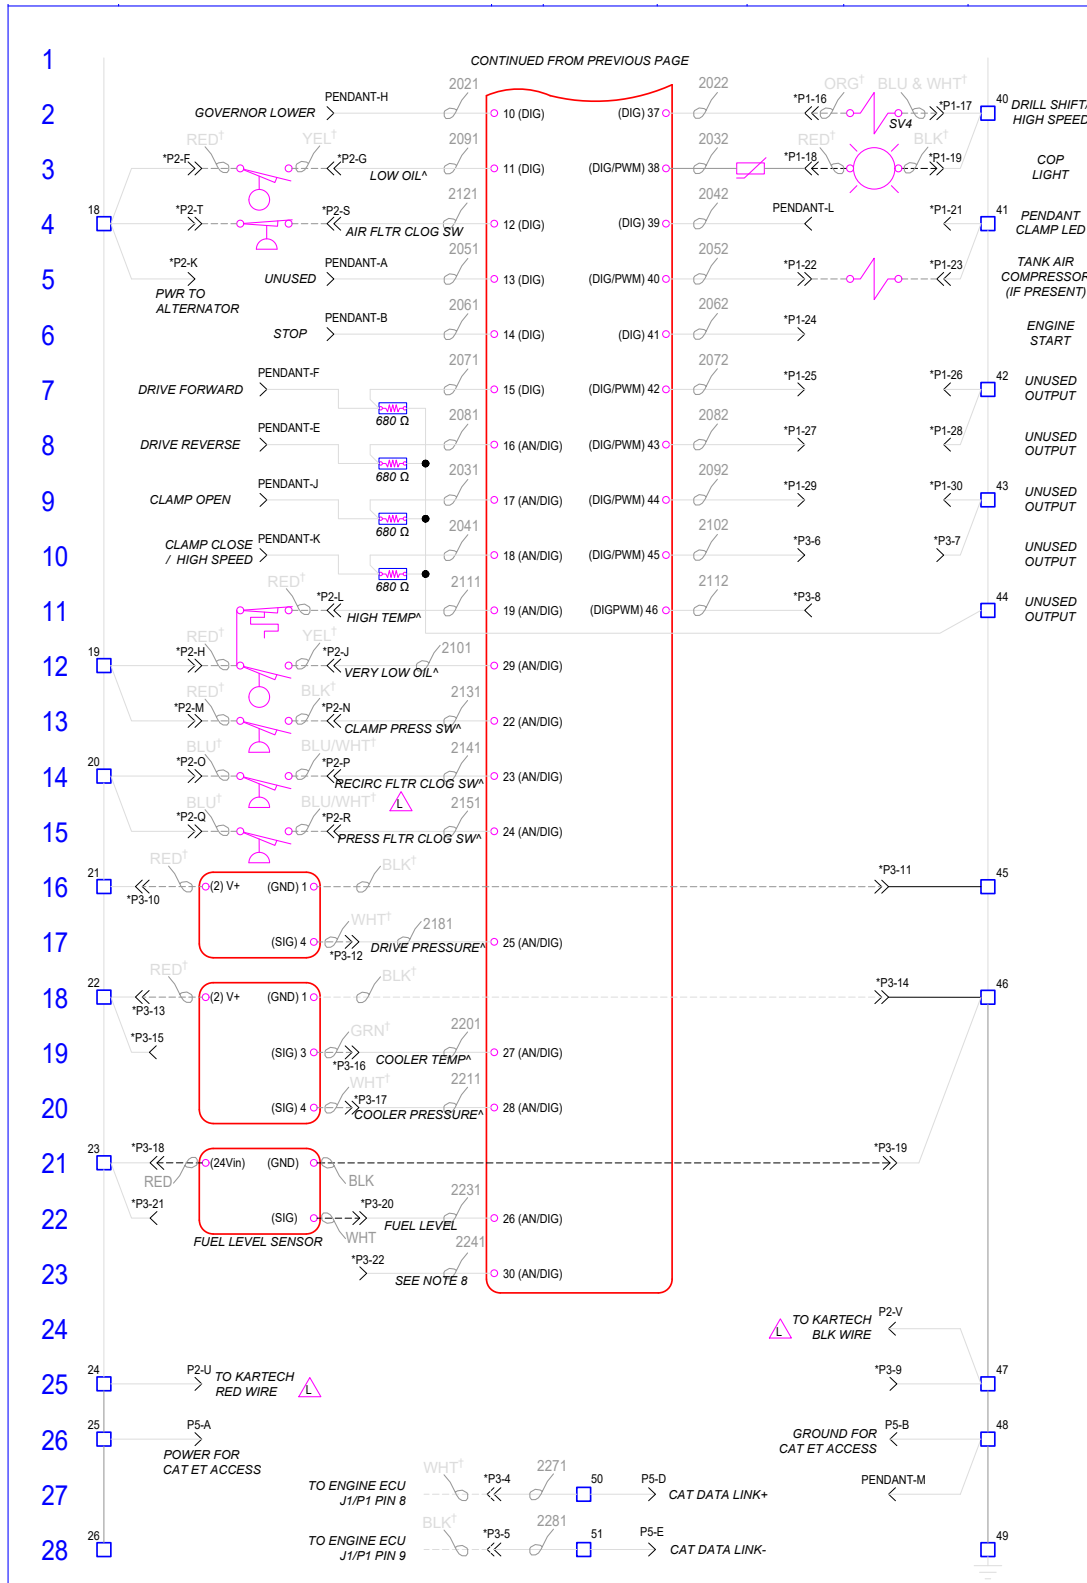 1
CONTINUED FROM PREVIOUS PAGE
2
GOVERNOR LOWER
PENDANT-H
2021
10 (DIG)
(DIG) 37
2022
*P1-16
ORG†
SV4
BLU & WHT†
*P1-17
40
DRILL SHIFT/
HIGH SPEED
3
*P2-F
RED†
YEL†
*P2-G
LOW OIL^
2091
11 (DIG)
(DIG/PWM) 38
2032
*P1-18
RED†
BLK†
*P1-19
COP
LIGHT
4
18
*P2-T
*P2-S
AIR FLTR CLOG SW
2121
12 (DIG)
(DIG) 39
2042
PENDANT-L
*P1-21
41
PENDANT
CLAMP LED
5
*P2-K
PWR TO
ALTERNATOR
UNUSED
PENDANT-A
2051
13 (DIG)
(DIG/PWM) 40
2052
*P1-22
*P1-23
TANK AIR
COMPRESSOR
(IF PRESENT)
6
STOP
PENDANT-B
2061
14 (DIG)
(DIG) 41
2062
*P1-24
ENGINE
START
7
DRIVE FORWARD
PENDANT-F
680 Ω
2071
15 (DIG)
(DIG/PWM) 42
2072
*P1-25
*P1-26
42
UNUSED
OUTPUT
8
DRIVE REVERSE
PENDANT-E
680 Ω
2081
16 (AN/DIG)
(DIG/PWM) 43
2082
*P1-27
*P1-28
UNUSED
OUTPUT
9
CLAMP OPEN
PENDANT-J
680 Ω
2031
17 (AN/DIG)
(DIG/PWM) 44
2092
*P1-29
*P1-30
43
UNUSED
OUTPUT
10
CLAMP CLOSE
/ HIGH SPEED
PENDANT-K
680 Ω
2041
18 (AN/DIG)
(DIG/PWM) 45
2102
*P3-6
*P3-7
UNUSED
OUTPUT
11
RED†
*P2-L
HIGH TEMP^
2111
19 (AN/DIG)
(DIGPWM) 46
2112
*P3-8
44
UNUSED
OUTPUT
12
19
*P2-H
RED†
YEL†
*P2-J
VERY LOW OIL^
2101
29 (AN/DIG)
13
*P2-M
RED†
BLK†
*P2-N
CLAMP PRESS SW^
2131
22 (AN/DIG)
14
20
BLU†
*P2-O
BLU/WHT†
*P2-P
RECIRC FLTR CLOG SW^
L
2141
23 (AN/DIG)
15
BLU†
*P2-Q
BLU/WHT†
*P2-R
PRESS FLTR CLOG SW^
2151
24 (AN/DIG)
16
21
*P3-10
RED†
(2) V+
(GND) 1
BLK†
*P3-11
45
17
(SIG) 4
WHT†
*P3-12
2181
DRIVE PRESSURE^
25 (AN/DIG)
18
22
*P3-13
RED†
(2) V+
(GND) 1
BLK†
*P3-14
46
19
*P3-15
(SIG) 3
GRN†
*P3-16
COOLER TEMP^
2201
27 (AN/DIG)
20
(SIG) 4
WHT†
*P3-17
COOLER PRESSURE^
2211
28 (AN/DIG)
21
23
*P3-18
RED
(24Vin)
(GND)
BLK
*P3-19
22
*P3-21
(SIG)
WHT
FUEL LEVEL SENSOR
*P3-20
FUEL LEVEL
2231
26 (AN/DIG)
23
*P3-22
SEE NOTE 8
2241
30 (AN/DIG)
24
L
TO KARTECH
BLK WIRE
P2-V
25
24
P2-U
TO KARTECH
RED WIRE
L
*P3-9
47
26
25
P5-A
POWER FOR
CAT ET ACCESS
GROUND FOR
CAT ET ACCESS
P5-B
48
27
TO ENGINE ECU
J1/P1 PIN 8
WHT†
*P3-4
2271
50
P5-D
CAT DATA LINK+
PENDANT-M
28
26
TO ENGINE ECU
J1/P1 PIN 9
BLK†
*P3-5
2281
51
P5-E
CAT DATA LINK-
49